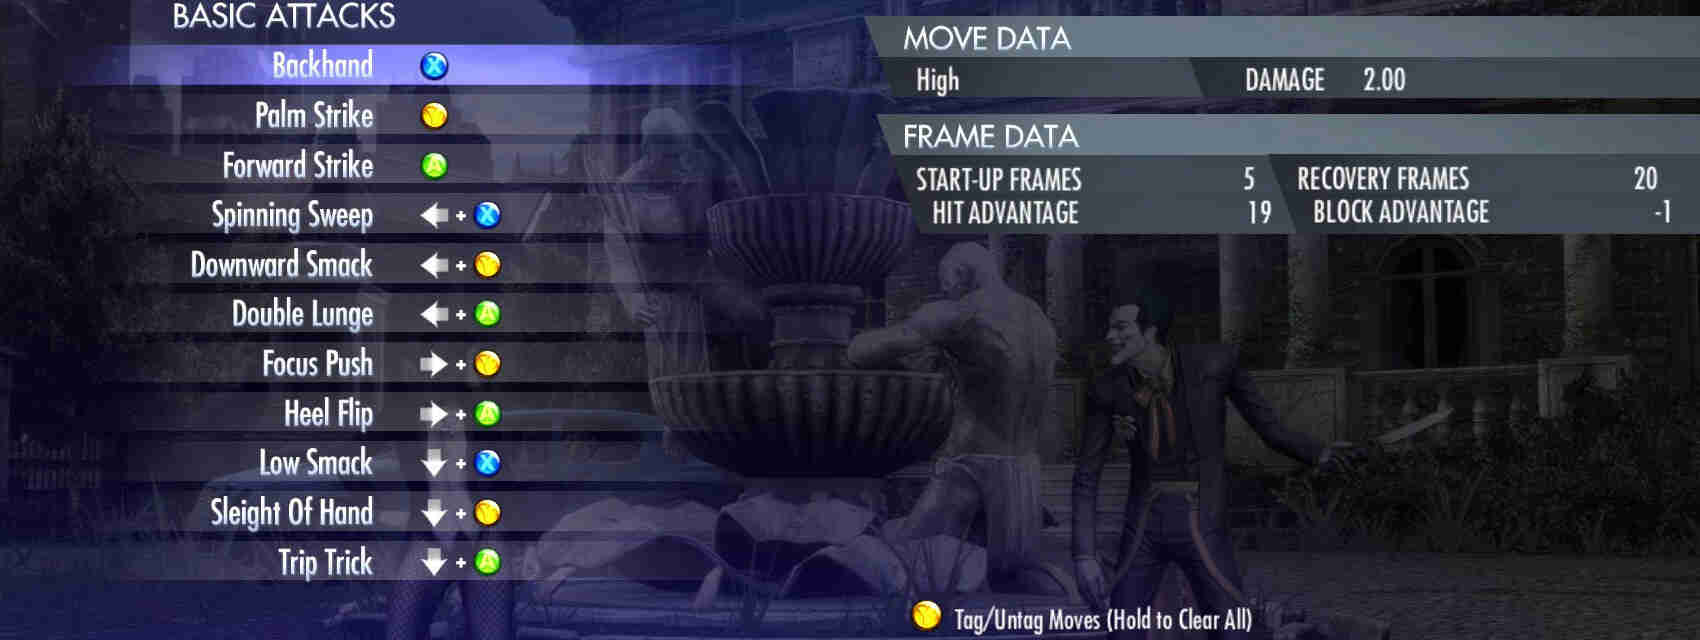 BASIC ATTACKS
Backhand X
Palm Strike Y
Forward Strike A
Spinning Sweep + X
Downward Smack + Y
Double Lunge + A
Focus Push + Y
Heel Flip + A
Low Smack + X
Sleight Of Hand + Y
Trip Trick + A
MOVE DATA
High DAMAGE 2.00
FRAME DATA
START-UP FRAMES 5 RECOVERY FRAMES 20
HIT ADVANTAGE 19 BLOCK ADVANTAGE -1
Y Tag/Untag Moves (Hold to Clear All)